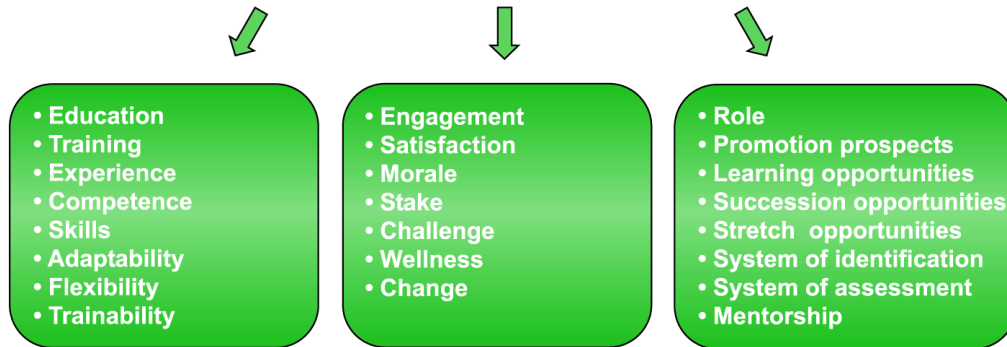 • Education
• Training
• Experience
• Competence
• Skills
• Adaptability
• Flexibility
• Trainability
• Engagement
• Satisfaction
• Morale
• Stake
• Challenge
• Wellness
• Change
• Role
• Promotion prospects
• Learning opportunities
• Succession opportunities
• Stretch  opportunities
• System of identification
• System of assessment
• Mentorship